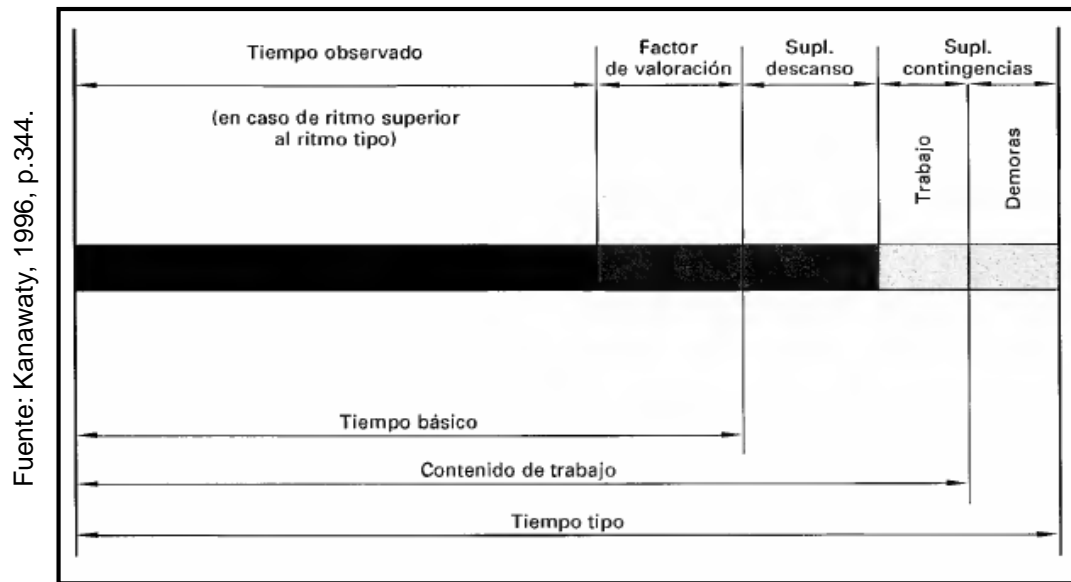 Fuente: Kanawaty, 1996, p.344.
Tiempo observado
(en caso de ritmo superior
al ritmo tipo)
Factor
de valoración
Supl.
descanso
Supl.
contingencias
Trabajo
Demoras
Tiempo básico
Contenido de trabajo
Tiempo tipo